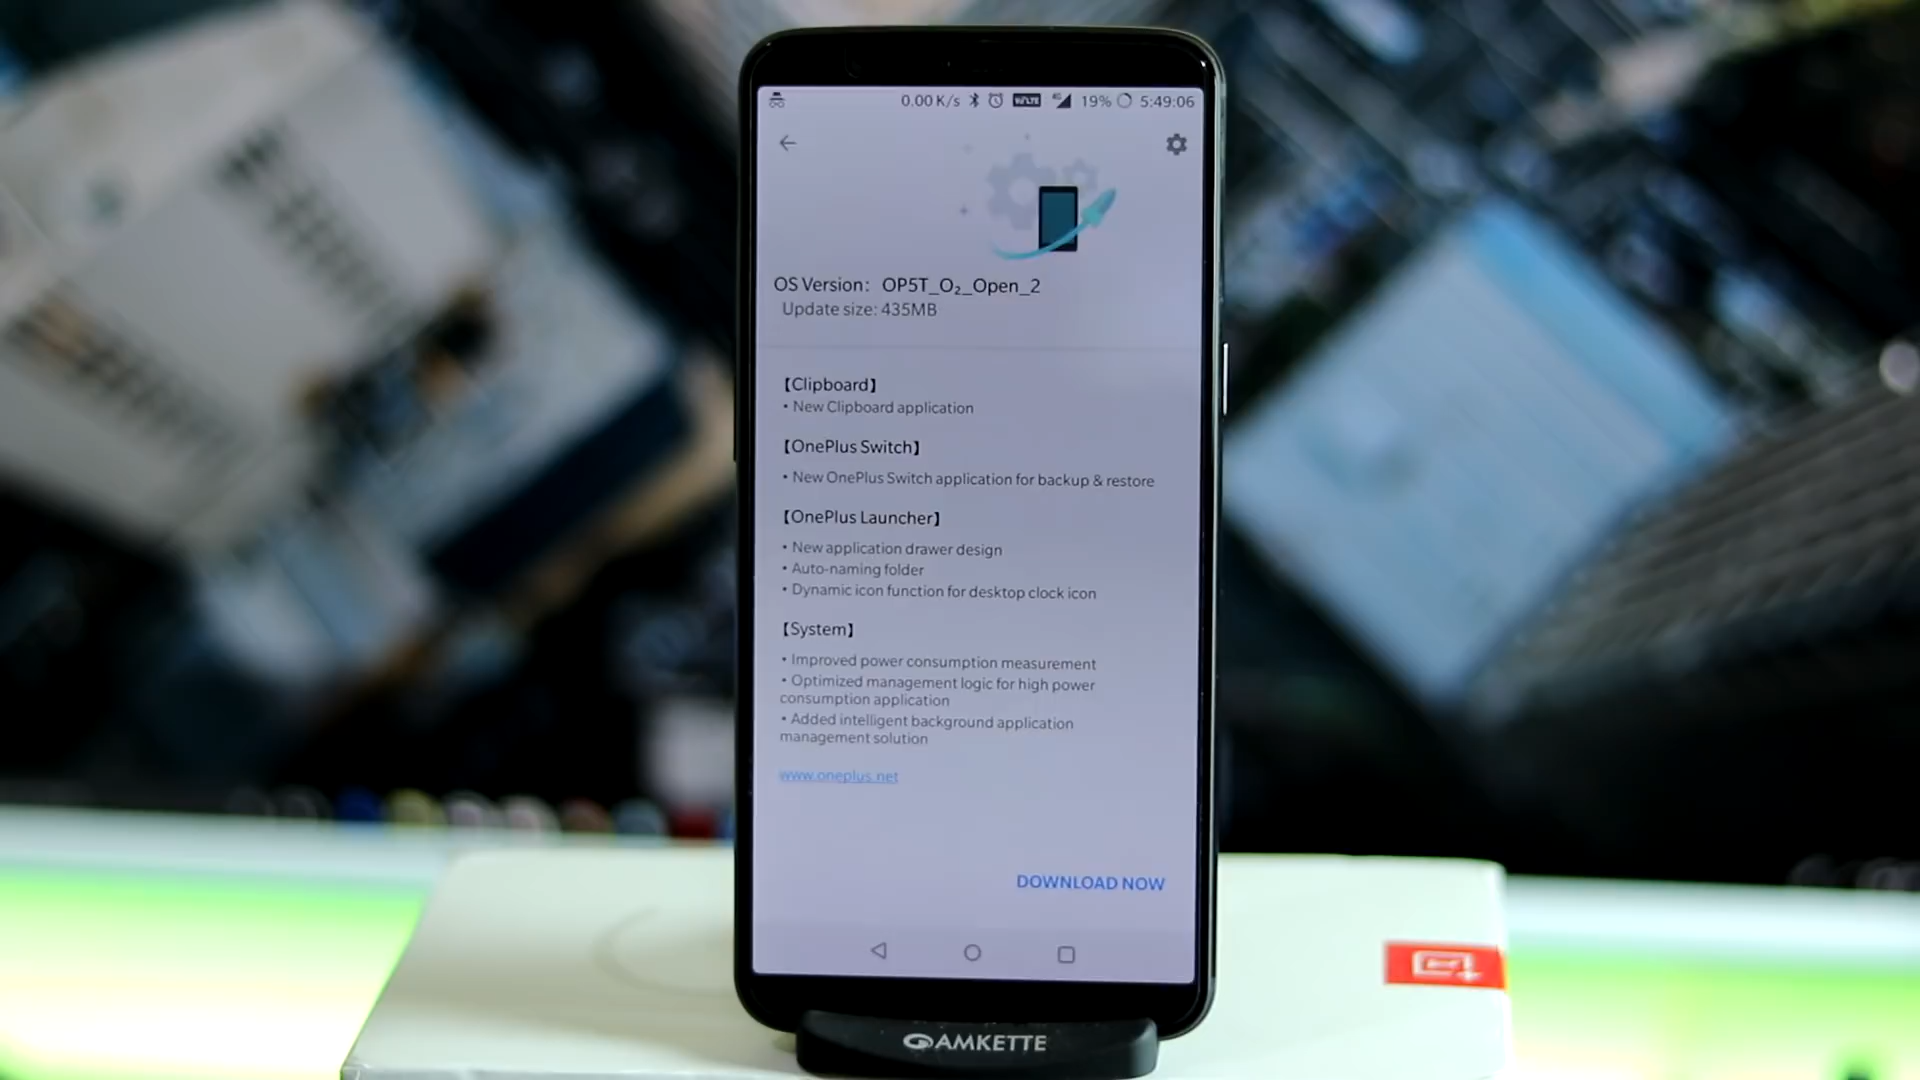 0.00 K/s VoLTE 4G 19% 5:49:06
OS Version: OP5T_O₂_Open_2
Update size: 435MB
【Clipboard】
• New Clipboard application
【OnePlus Switch】
• New OnePlus Switch application for backup & restore
【OnePlus Launcher】
• New application drawer design
• Auto-naming folder
• Dynamic icon function for desktop clock icon
【System】
• Improved power consumption measurement
• Optimized management logic for high power
consumption application
• Added intelligent background application
management solution
www.oneplus.net
DOWNLOAD NOW
AMKETTE